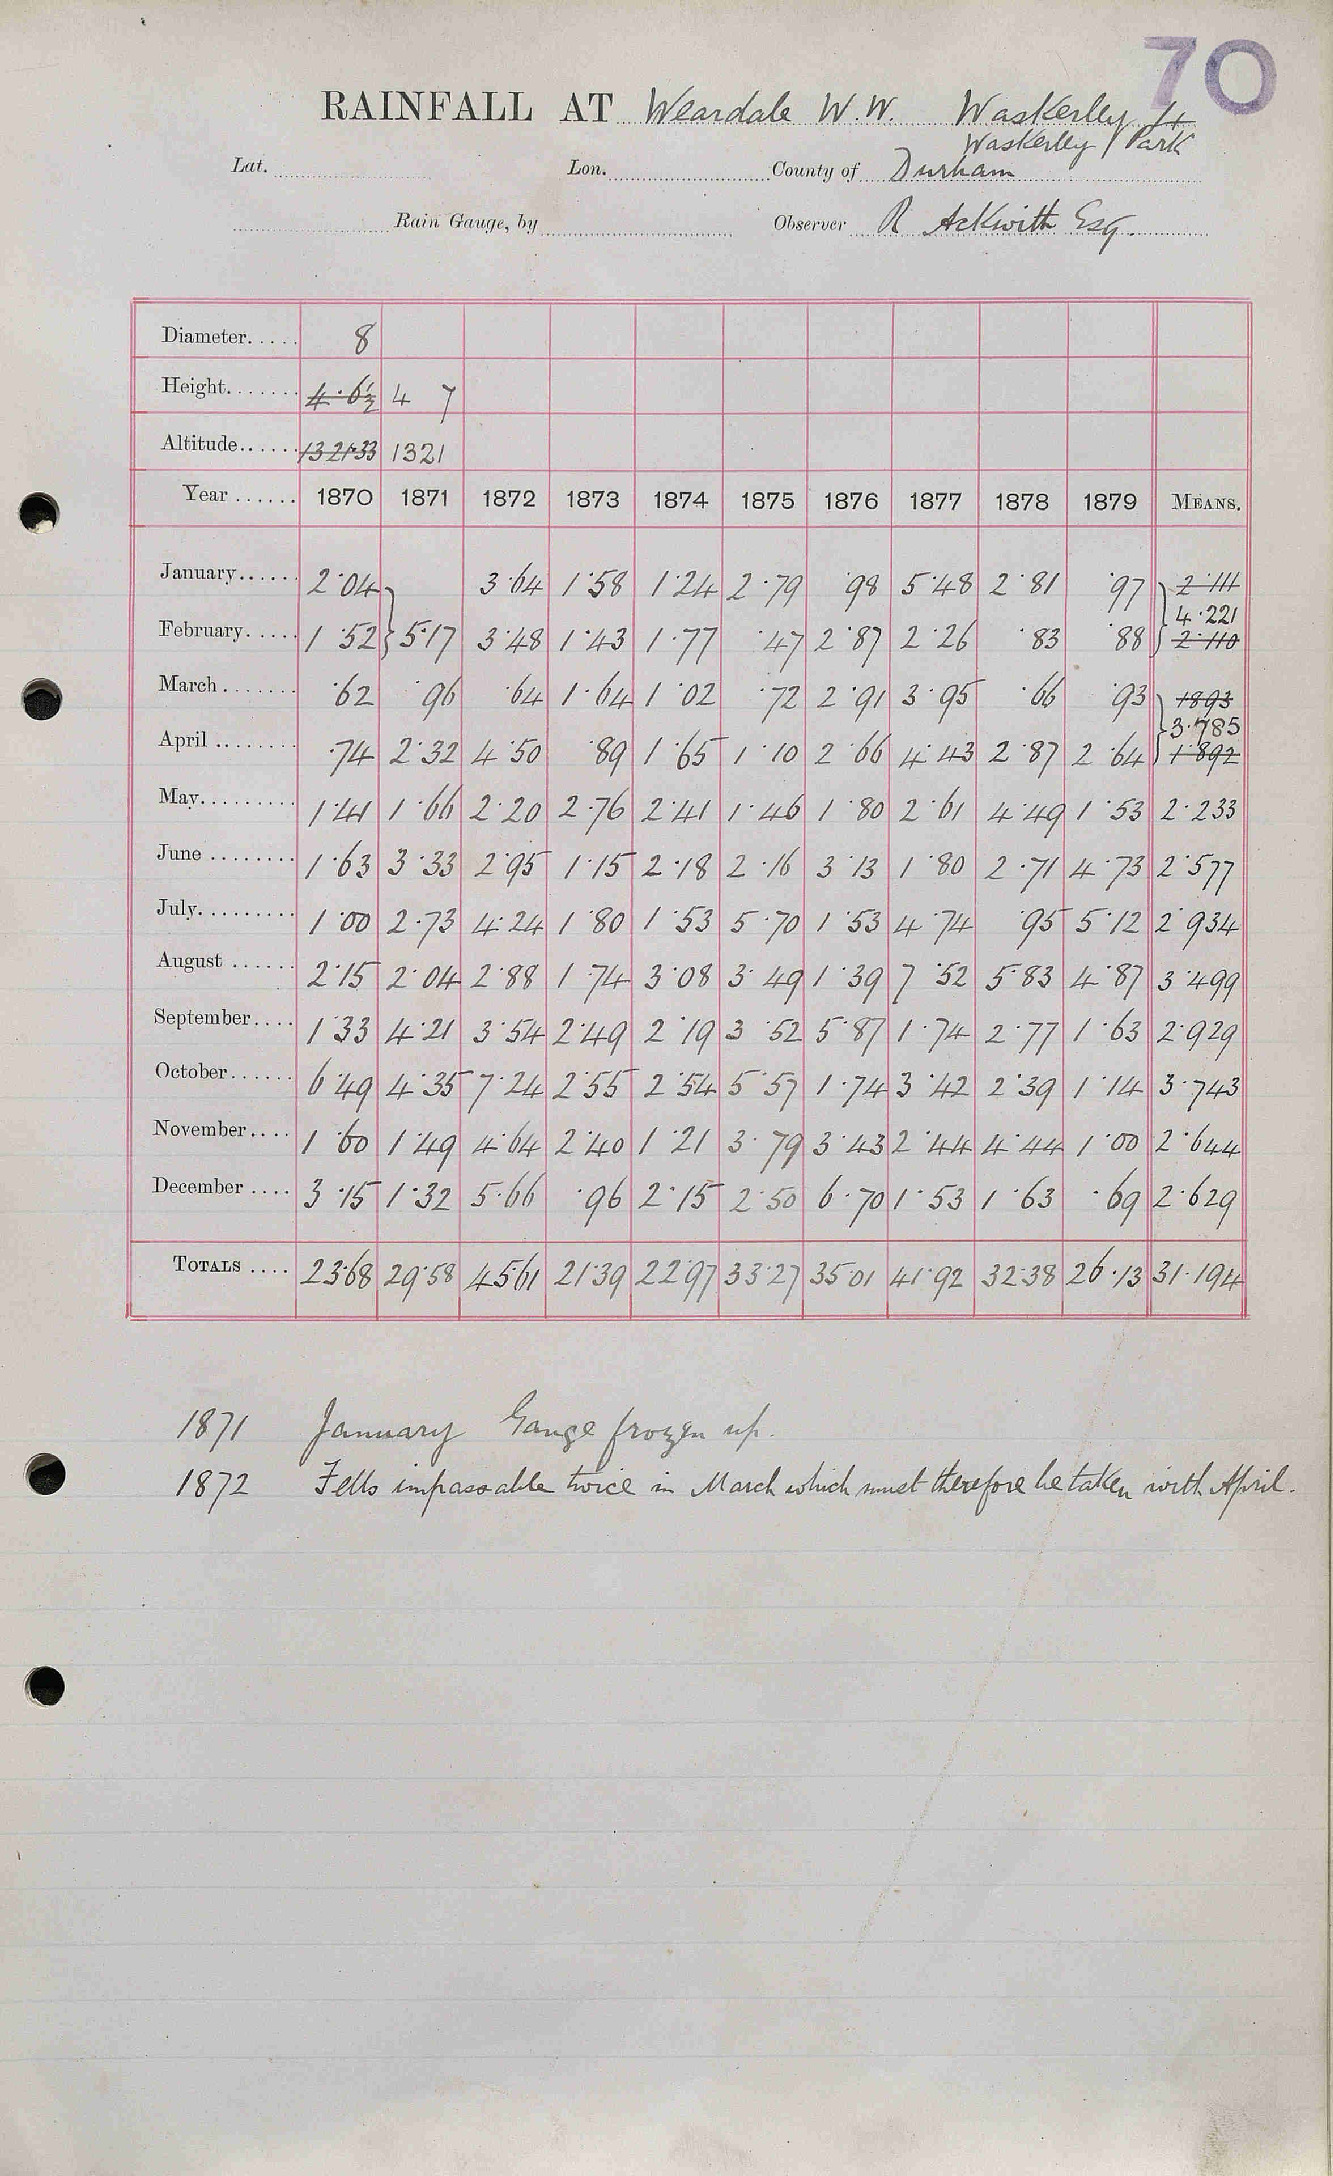 70
RAINFALL AT Weardale W.W. Waskerley 4
Waskerley Park
Lat. Lon. County of Durham
Rain Gauge, by Observer R Askwith Esq.
Diameter..... 8
Height....... 4·6½ 4 7
Altitude...... 1321·33 1321
Year ...... 1870 1871 1872 1873 1874 1875 1876 1877 1878 1879 MEANS.
January...... 2·04 3·64 1·58 1·24 2·79 ·98 5·48 2·81 ·97 2·111
4·221
February..... 1·52 5·17 3·48 1·43 1·77 ·47 2·87 2·26 ·83 ·88 2·110
March ....... ·62 ·96 ·64 1·64 1·02 ·72 2·91 3·95 ·66 ·93 1893
3·785
April ........ ·74 2·32 4·50 ·89 1·65 1·10 2·66 4·43 2·87 2·64 1·892
May......... 1·41 1·66 2·20 2·76 2·41 1·46 1·80 2·61 4·49 1·53 2·233
June ........ 1·63 3·33 2·95 1·15 2·18 2·16 3·13 1·80 2·71 4·73 2·577
July......... 1·00 2·73 4·24 1·80 1·53 5·70 1·53 4·74 ·95 5·12 2·934
August ...... 2·15 2·04 2·88 1·74 3·08 3·49 1·39 7·52 5·83 4·87 3·499
September.... 1·33 4·21 3·54 2·49 2·19 3·52 5·87 1·74 2·77 1·63 2·929
October...... 6·49 4·35 7·24 2·55 2·54 5·57 1·74 3·42 2·39 1·14 3·743
November.... 1·60 1·49 4·64 2·40 1·21 3·79 3·43 2·44 4·44 1·00 2·644
December .... 3·15 1·32 5·66 ·96 2·15 2·50 6·70 1·53 1·63 ·69 2·629
TOTALS .... 23·68 29·58 45·61 21·39 22·97 33·27 35·01 41·92 32·38 26·13 31·194
1871 January Gauge frozen up.
1872 Fells impassable twice in March which must therefore be taken with April.